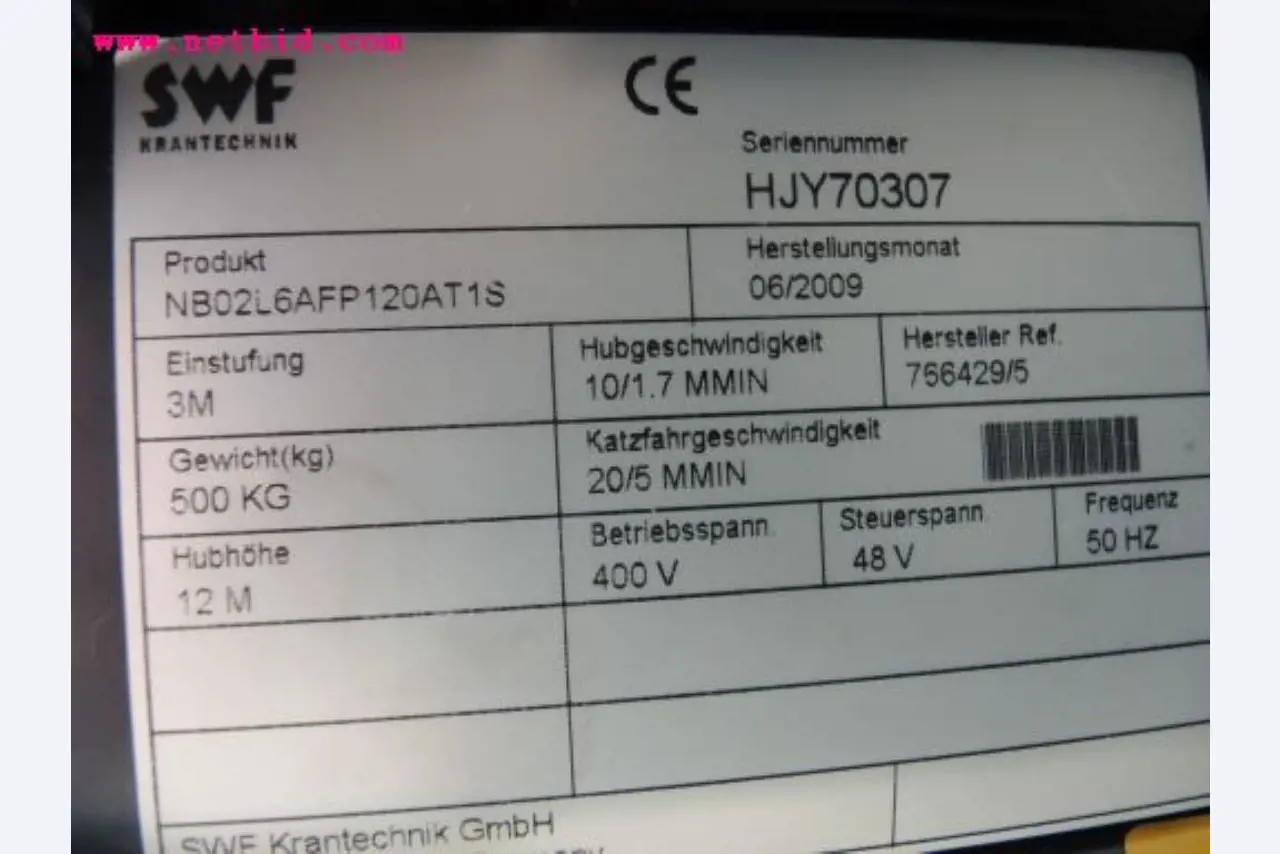 www.netbid.com
SWF
KRANTECHNIK
CE
Seriennummer
HJY70307
Produkt
NB02L6AFP120AT1S
Herstellungsmonat
06/2009
Einstufung
3M
Hubgeschwindigkeit
10/1.7 MMIN
Hersteller Ref.
756429/5
Gewicht(kg)
500 KG
Katzfahrgeschwindigkeit
20/5 MMIN
Hubhöhe
12 M
Betriebsspann.
400 V
Steuerspann.
48 V
Frequenz
50 HZ
SWF Krantechnik GmbH